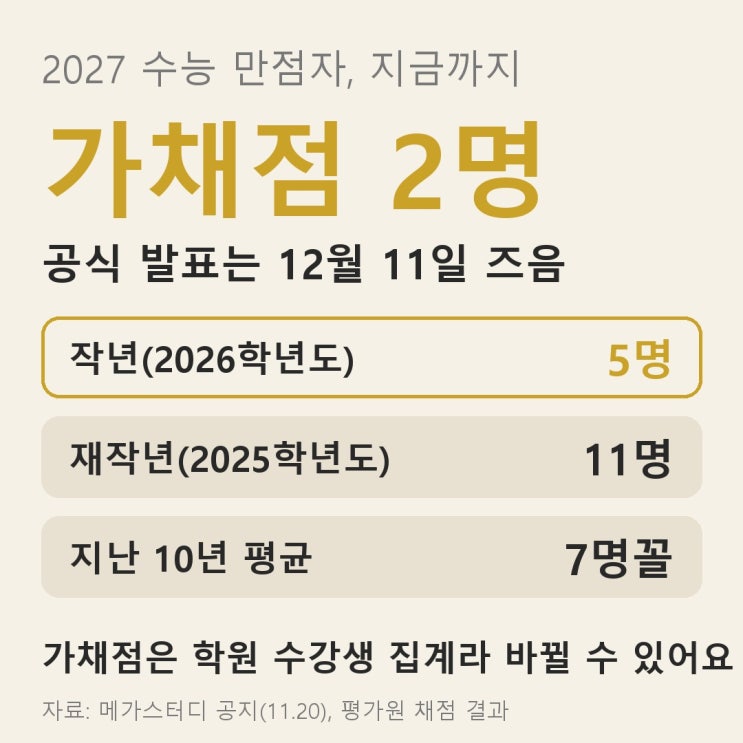 2027 수능 만점자, 지금까지
가채점 2명
공식 발표는 12월 11일 즈음
작년(2026학년도) 5명
재작년(2025학년도) 11명
지난 10년 평균 7명꼴
가채점은 학원 수강생 집계라 바뀔 수 있어요
자료: 메가스터디 공지(11.20), 평가원 채점 결과